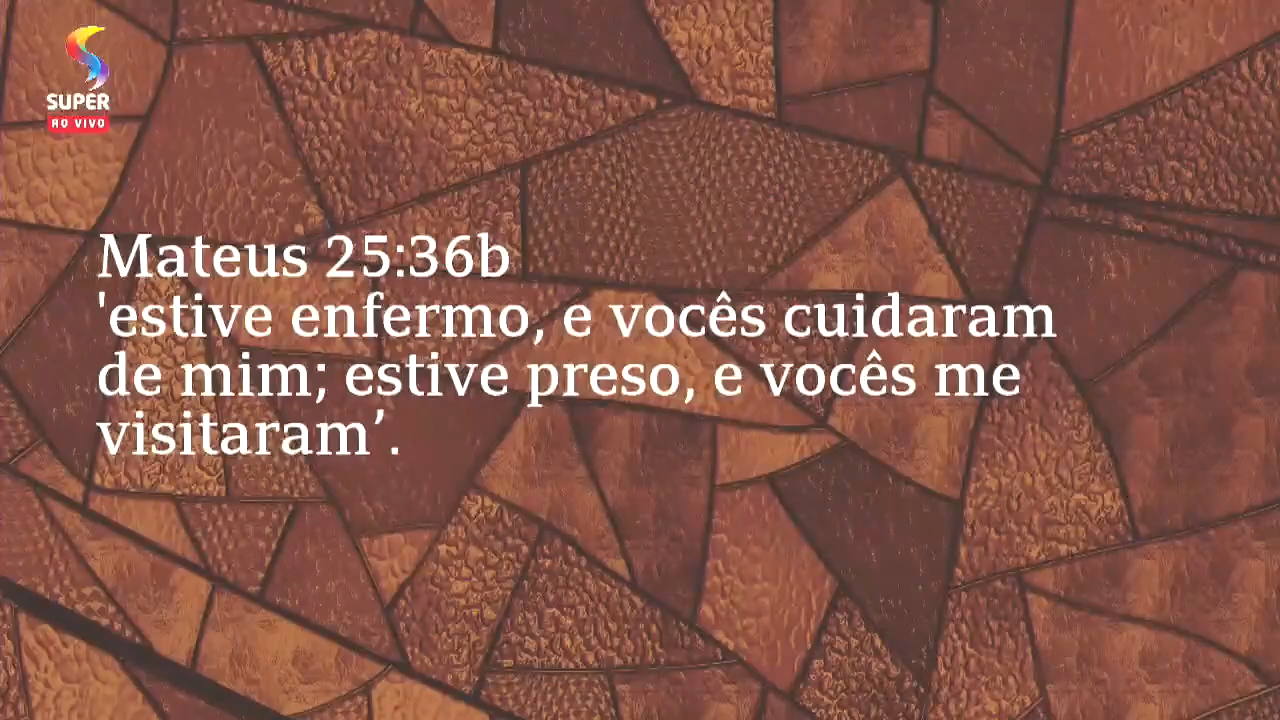 SUPER
AO VIVO
Mateus 25:36b
'estive enfermo, e vocês cuidaram
de mim; estive preso, e vocês me
visitaram’.